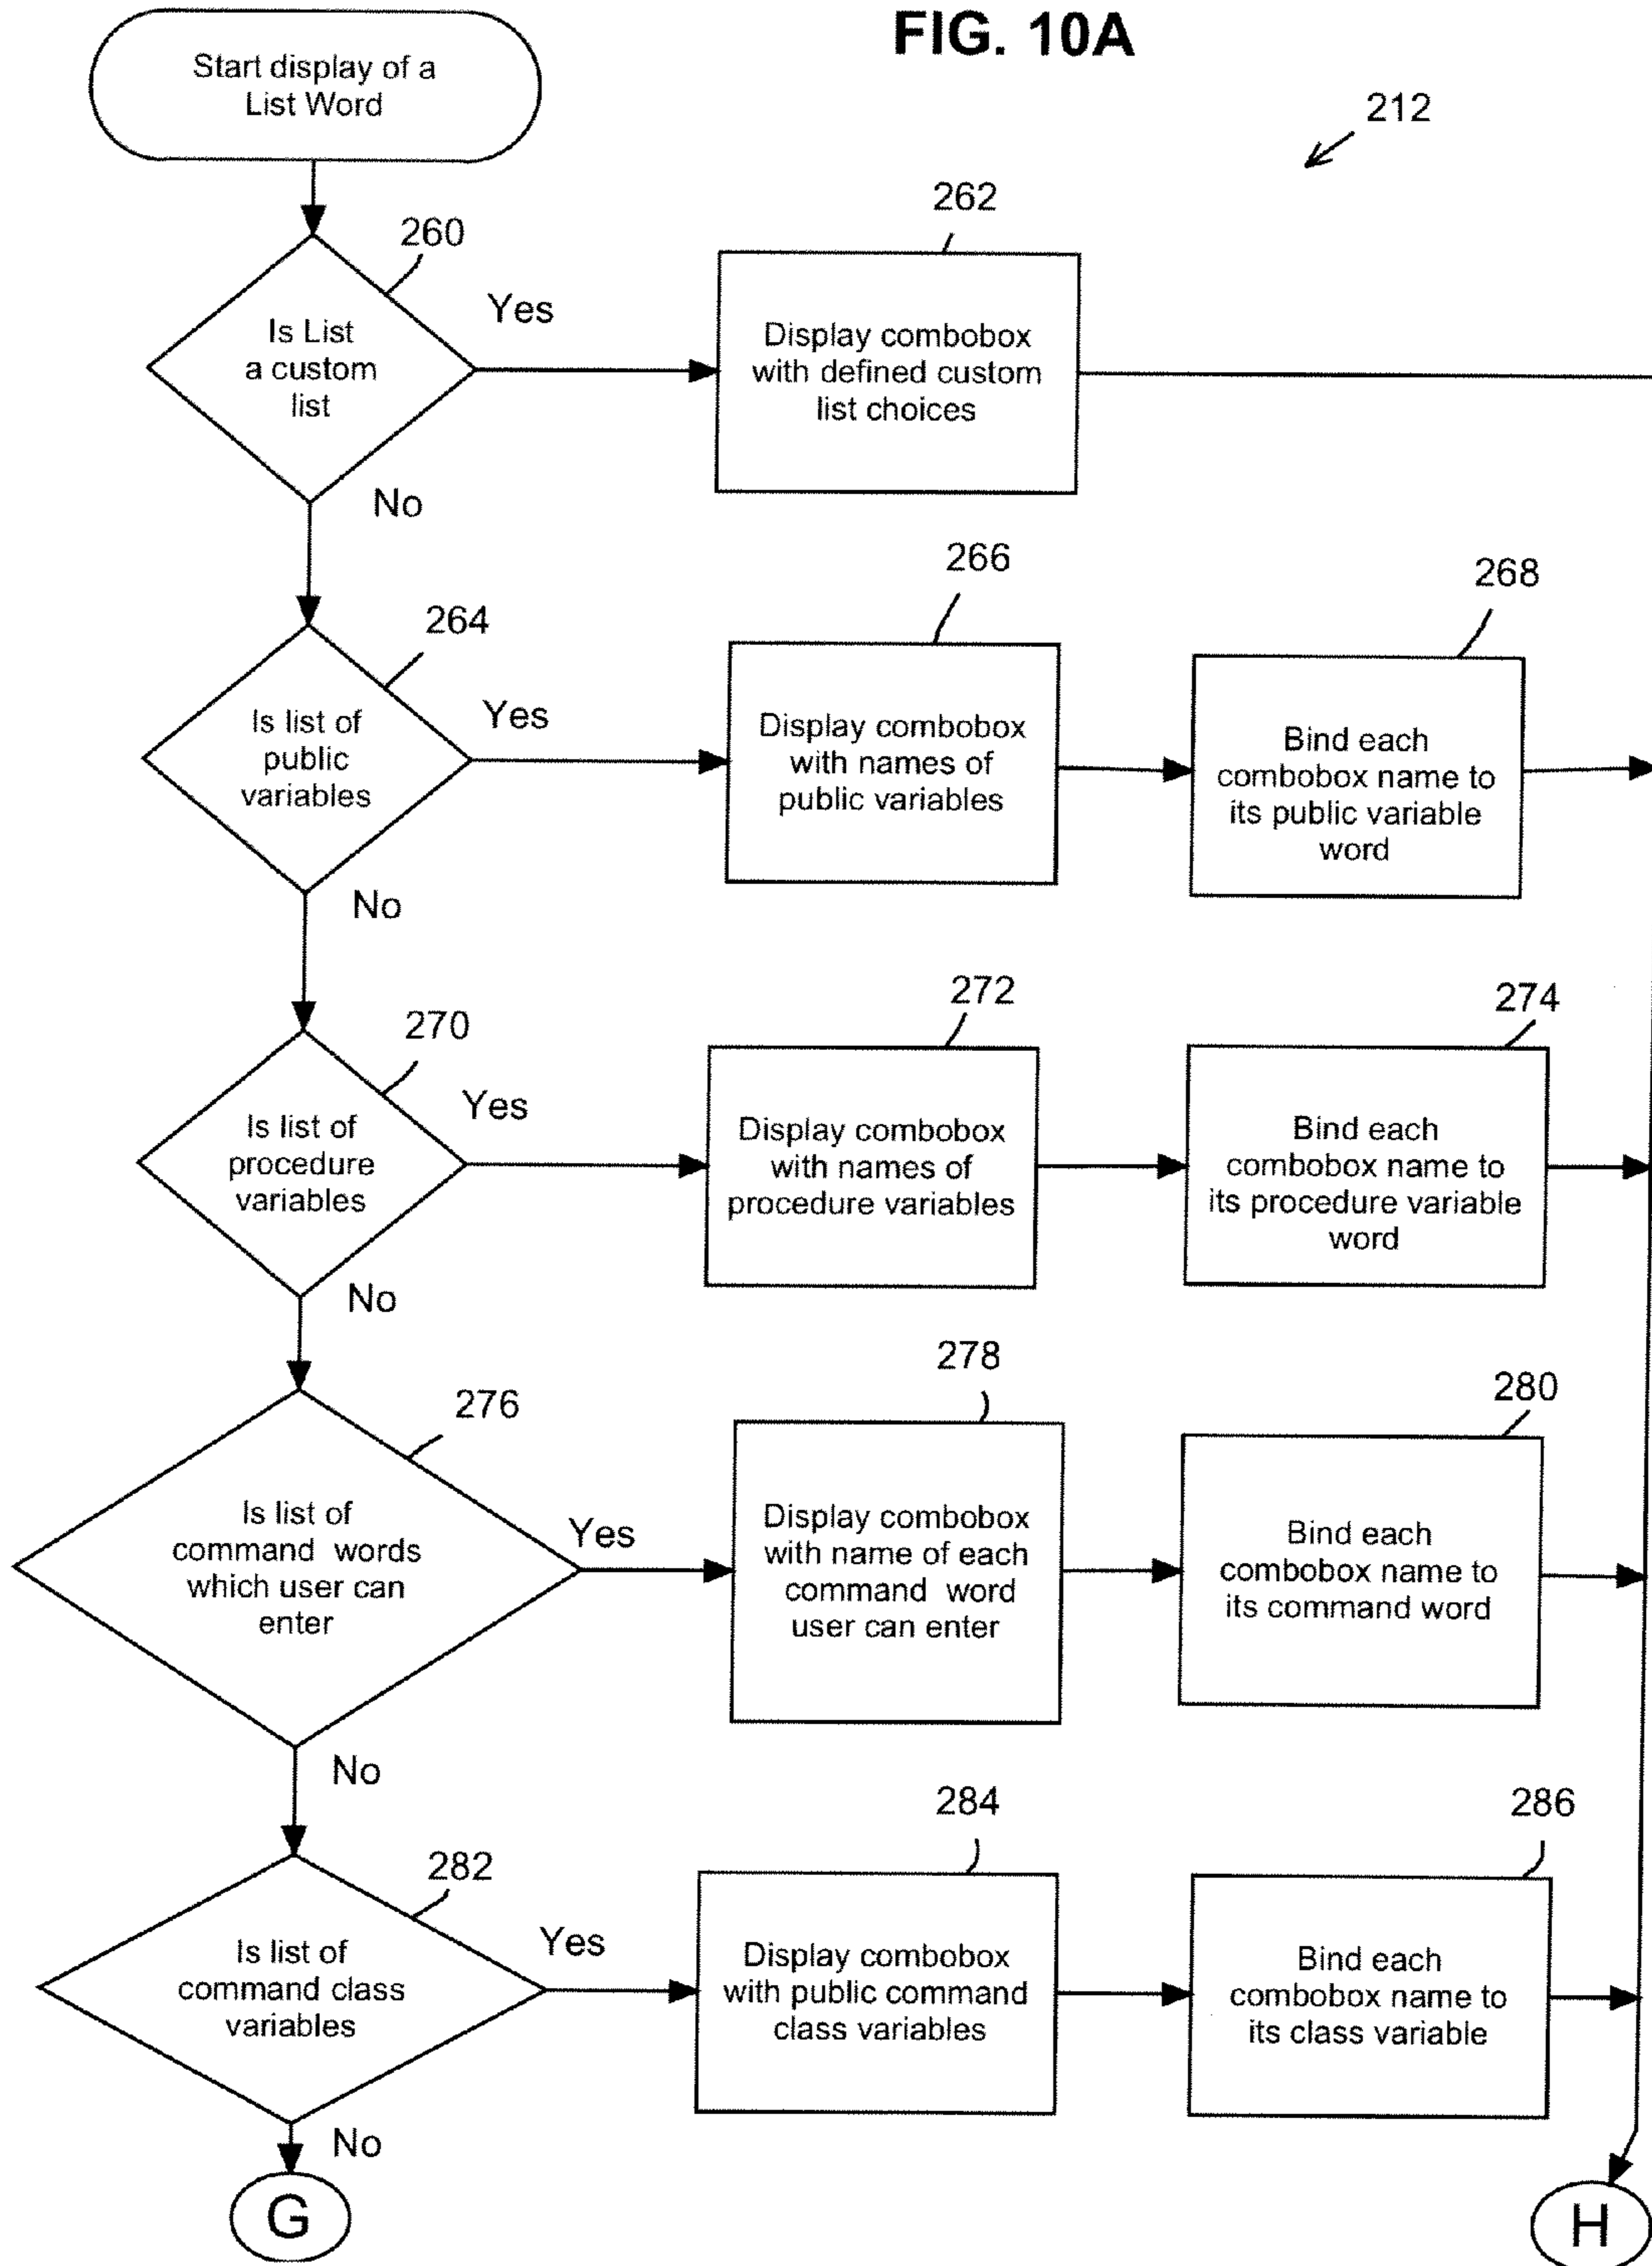 FIG. 10A
Start display of a
List Word
212
260
262
Is List
a custom
list
Yes
Display combobox
with defined custom
list choices
No
264
266
268
Is list of
public
variables
Yes
Display combobox
with names of
public variables
Bind each
combobox name to
its public variable
word
No
270
272
274
Is list of
procedure
variables
Yes
Display combobox
with names of
procedure variables
Bind each
combobox name to
its procedure variable
word
No
276
278
280
Is list of
command words
which user can
enter
Yes
Display combobox
with name of each
command word
user can enter
Bind each
combobox name to
its command word
No
282
284
286
Is list of
command class
variables
Yes
Display combobox
with public command
class variables
Bind each
combobox name to
its class variable
No
G
H